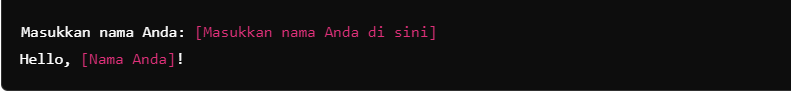 Masukkan nama Anda: [Masukkan nama Anda di sini]
Hello, [Nama Anda]!